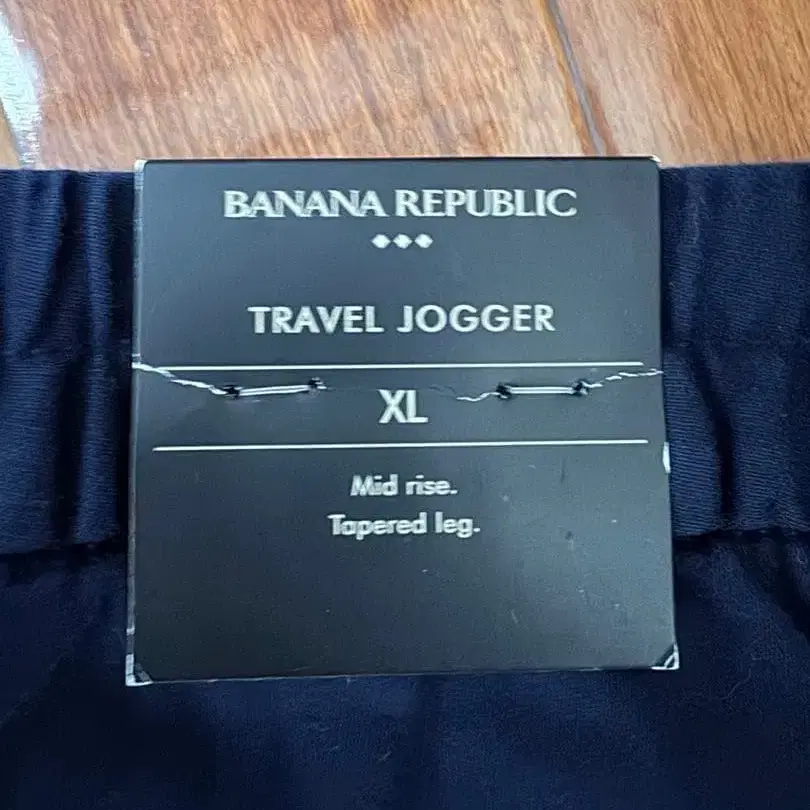 BANANA REPUBLIC
TRAVEL JOGGER
XL
Mid rise.
Tapered leg.